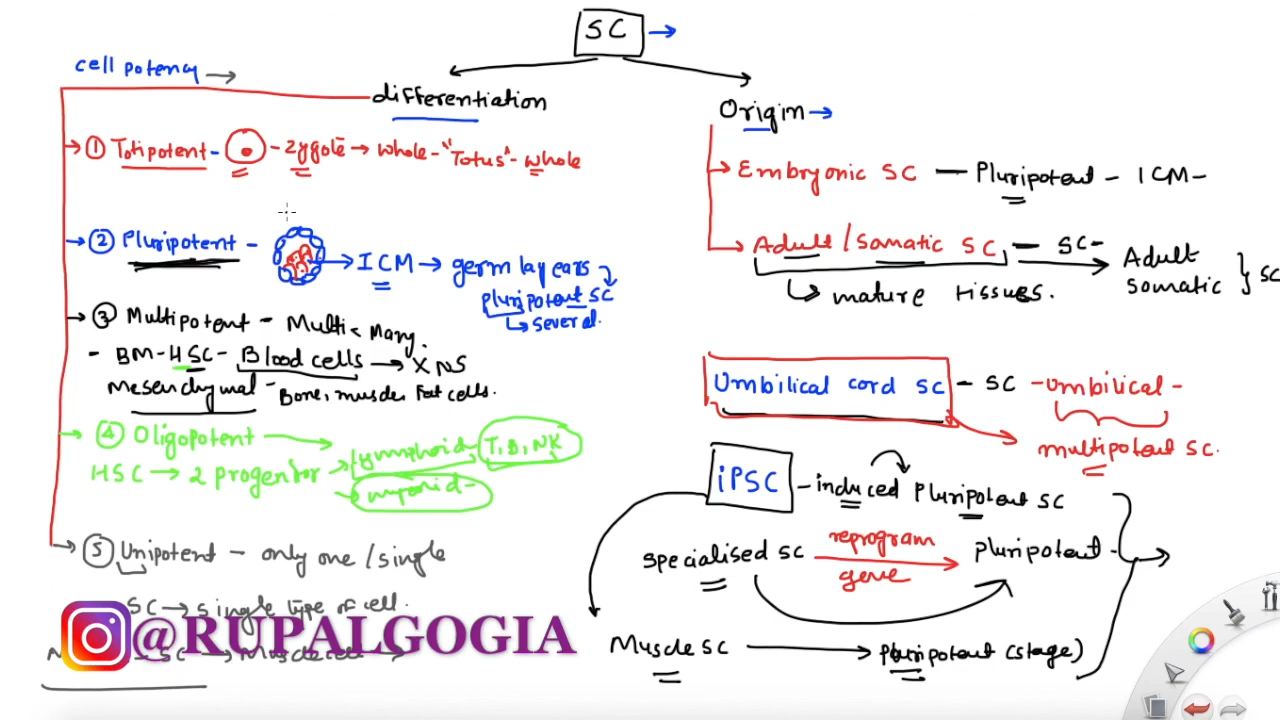 SC →
cell potency →
differentiation
① Totipotent - - Zygote → whole - "Totus" - Whole
② Pluripotent -
→ ICM → germ layears
pluripotent SC
↳ several.
③ Multipotent - Multi < Many.
- BM - HSC - Blood cells → X NS
Mesenchymal - Bone, muscle, Fat cells.
④ Oligopotent →
HSC → 2 progenitor → lymphoid - T, B, NK
→ myeloid -
⑤ Unipotent - only one / single
SC → single type of cell.
SC → Muscle cell →
@RUPALGOGIA
Origin →
Embryonic SC - Pluripotent - ICM -
Adult / Somatic SC - SC -
Adult
somatic } SC
↳ mature tissues.
Umbilical cord SC - SC - Umbilical -
multipotent SC.
iPSC - induced Pluripotent SC
specialised SC reprogram gene → pluripotent -
Muscle SC → pluripotent (stage)